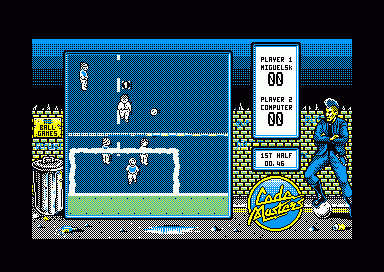 PLAYER 1
MIGUELSK
00
PLAYER 2
COMPUTER
00
NO
BALL
GAMES
1ST HALF
00.46
Code
Masters